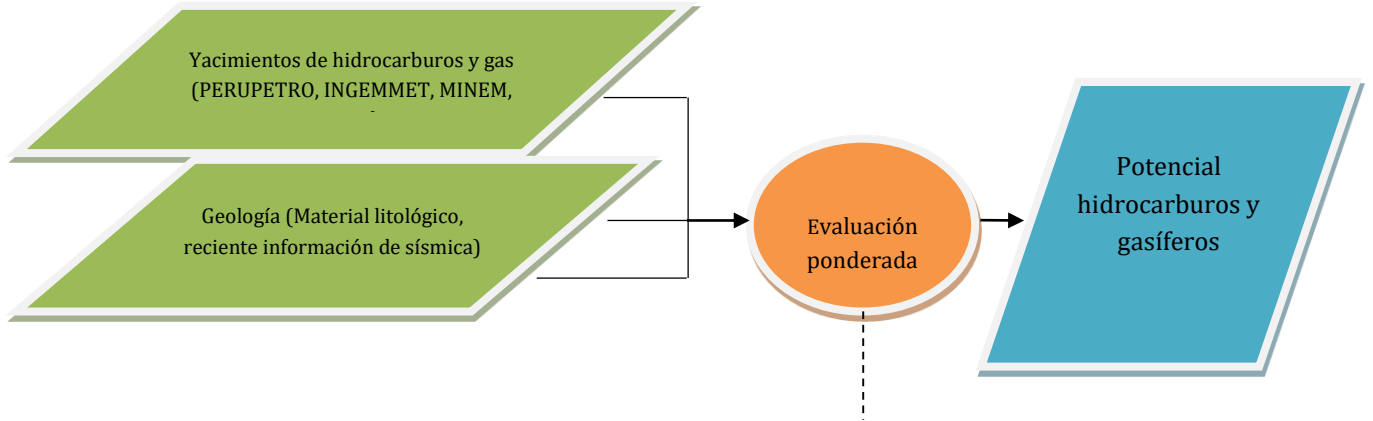 Yacimientos de hidrocarburos y gas
(PERUPETRO, INGEMMET, MINEM,
Geología (Material litológico,
reciente información de sísmica)
Evaluación
ponderada
Potencial
hidrocarburos y
gasíferos